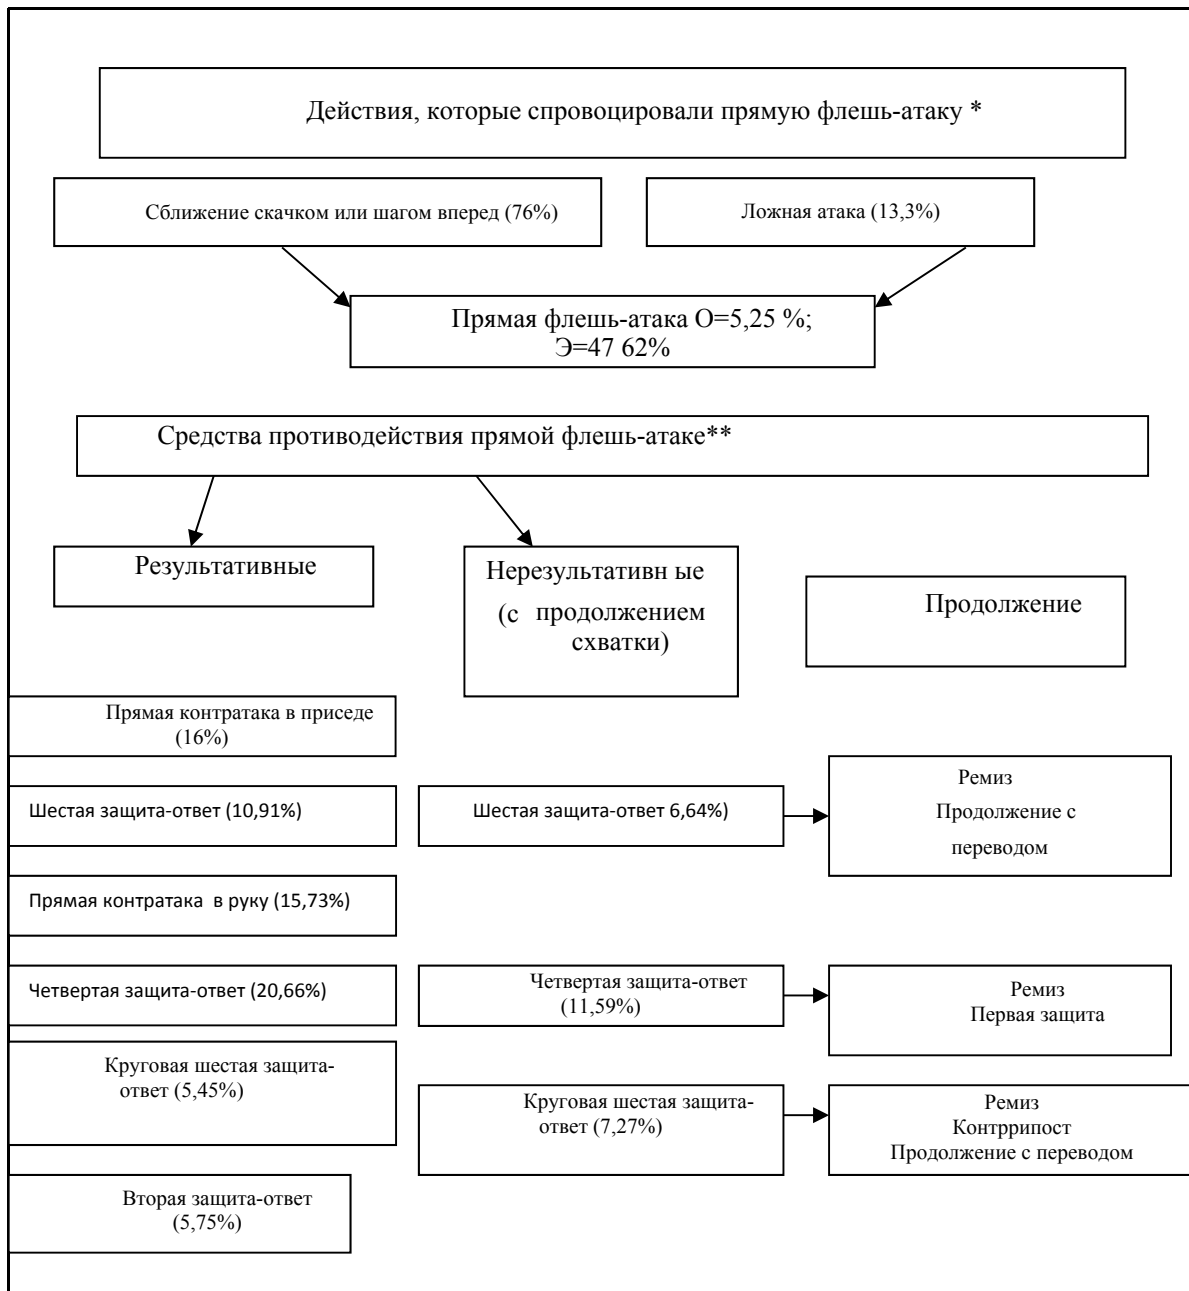 Действия, которые спровоцировали прямую флешь-атаку *
Сближение скачком или шагом вперед (76%)
Ложная атака (13,3%)
Прямая флешь-атака О=5,25 %;
Э=47 62%
Средства противодействия прямой флешь-атаке**
Результативные
Нерезультативн ые
(с продолжением
схватки)
Продолжение
Прямая контратака в приседе
(16%)
Шестая защита-ответ (10,91%)
Шестая защита-ответ 6,64%)
Ремиз
Продолжение с
переводом
Прямая контратака в руку (15,73%)
Четвертая защита-ответ (20,66%)
Четвертая защита-ответ
(11,59%)
Ремиз
Первая защита
Круговая шестая защита-
ответ (5,45%)
Круговая шестая защита-
ответ (7,27%)
Ремиз
Контррипост
Продолжение с переводом
Вторая защита-ответ
(5,75%)